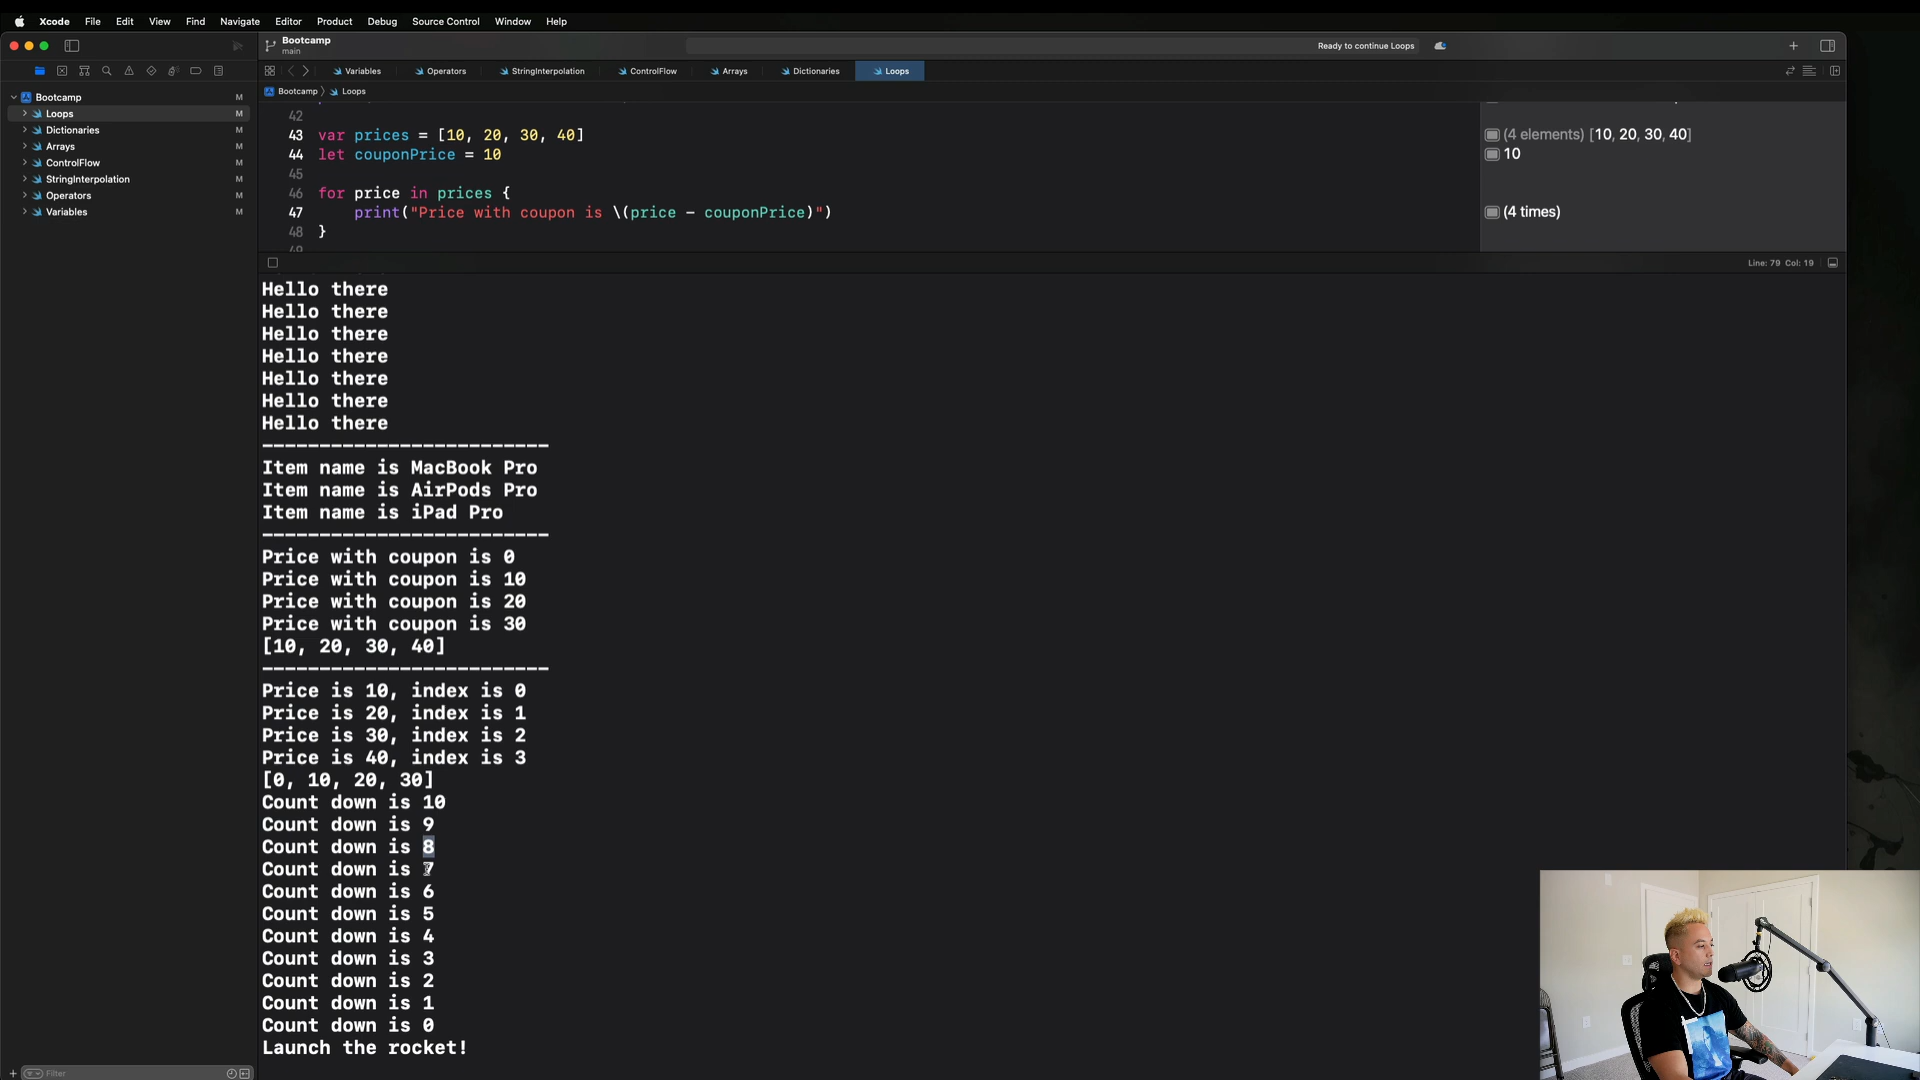 Xcode File Edit View Find Navigate Editor Product Debug Source Control Window Help
Bootcamp
main
Ready to continue Loops
Variables Operators StringInterpolation ControlFlow Arrays Dictionaries Loops
Bootcamp Loops
Bootcamp M
Loops M
Dictionaries M
Arrays M
ControlFlow M
StringInterpolation M
Operators M
Variables M
42
43 var prices = [10, 20, 30, 40]
44 let couponPrice = 10
45
46 for price in prices {
47 print("Price with coupon is \(price - couponPrice)")
48 }
49
(4 elements) [10, 20, 30, 40]
10
(4 times)
Line: 79 Col: 19
Hello there
Hello there
Hello there
Hello there
Hello there
Hello there
Hello there
-------------------------
Item name is MacBook Pro
Item name is AirPods Pro
Item name is iPad Pro
-------------------------
Price with coupon is 0
Price with coupon is 10
Price with coupon is 20
Price with coupon is 30
[10, 20, 30, 40]
-------------------------
Price is 10, index is 0
Price is 20, index is 1
Price is 30, index is 2
Price is 40, index is 3
[0, 10, 20, 30]
Count down is 10
Count down is 9
Count down is 8
Count down is 7
Count down is 6
Count down is 5
Count down is 4
Count down is 3
Count down is 2
Count down is 1
Count down is 0
Launch the rocket!
Filter